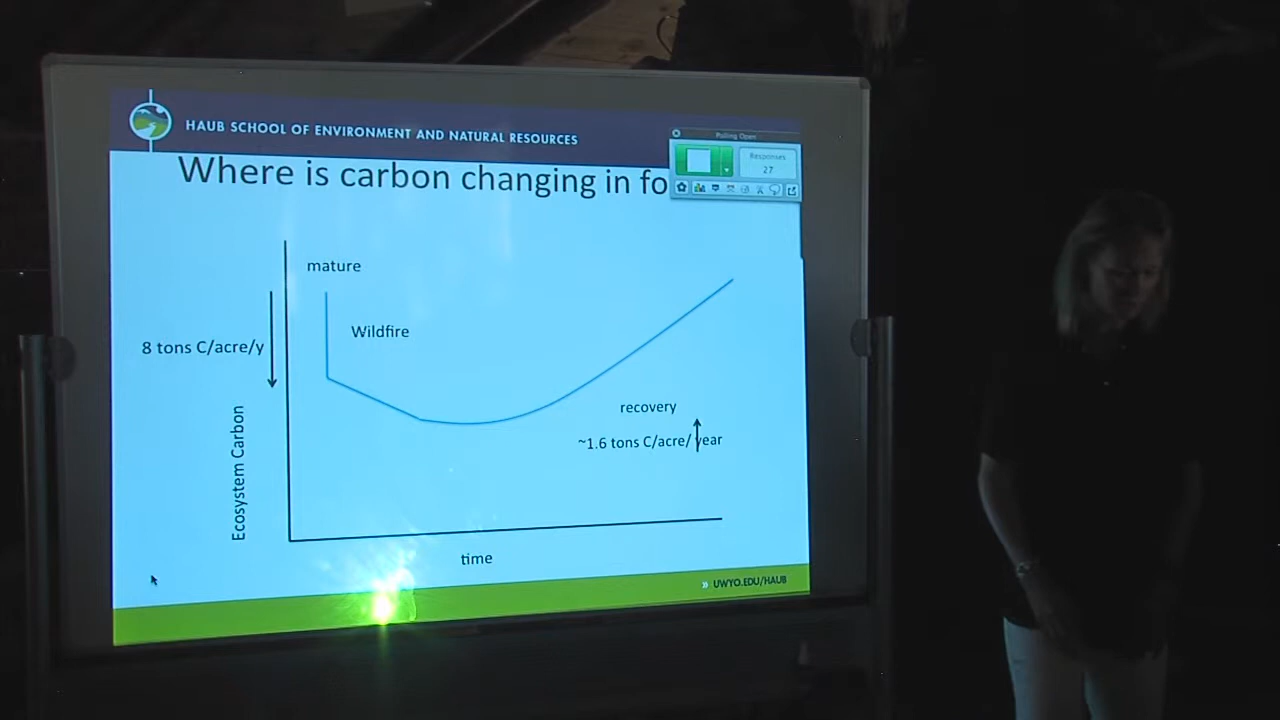 HAUB SCHOOL OF ENVIRONMENT AND NATURAL RESOURCES
Polling Open
Responses
27
Where is carbon changing in fo
mature
Wildfire
8 tons C/acre/y
recovery
~1.6 tons C/acre/ year
Ecosystem Carbon
time
» UWYO.EDU/HAUB